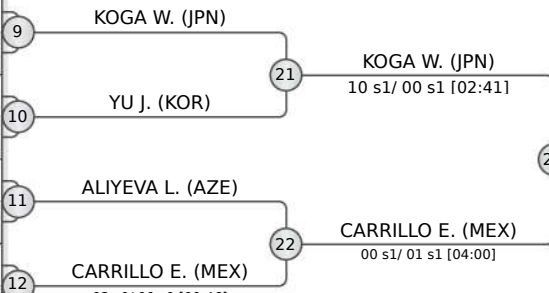 9
KOGA W. (JPN)
21
KOGA W. (JPN)
10 s1/ 00 s1 [02:41]
10
YU J. (KOR)
11
ALIYEVA L. (AZE)
22
CARRILLO E. (MEX)
00 s1/ 01 s1 [04:00]
12
CARRILLO E. (MEX)